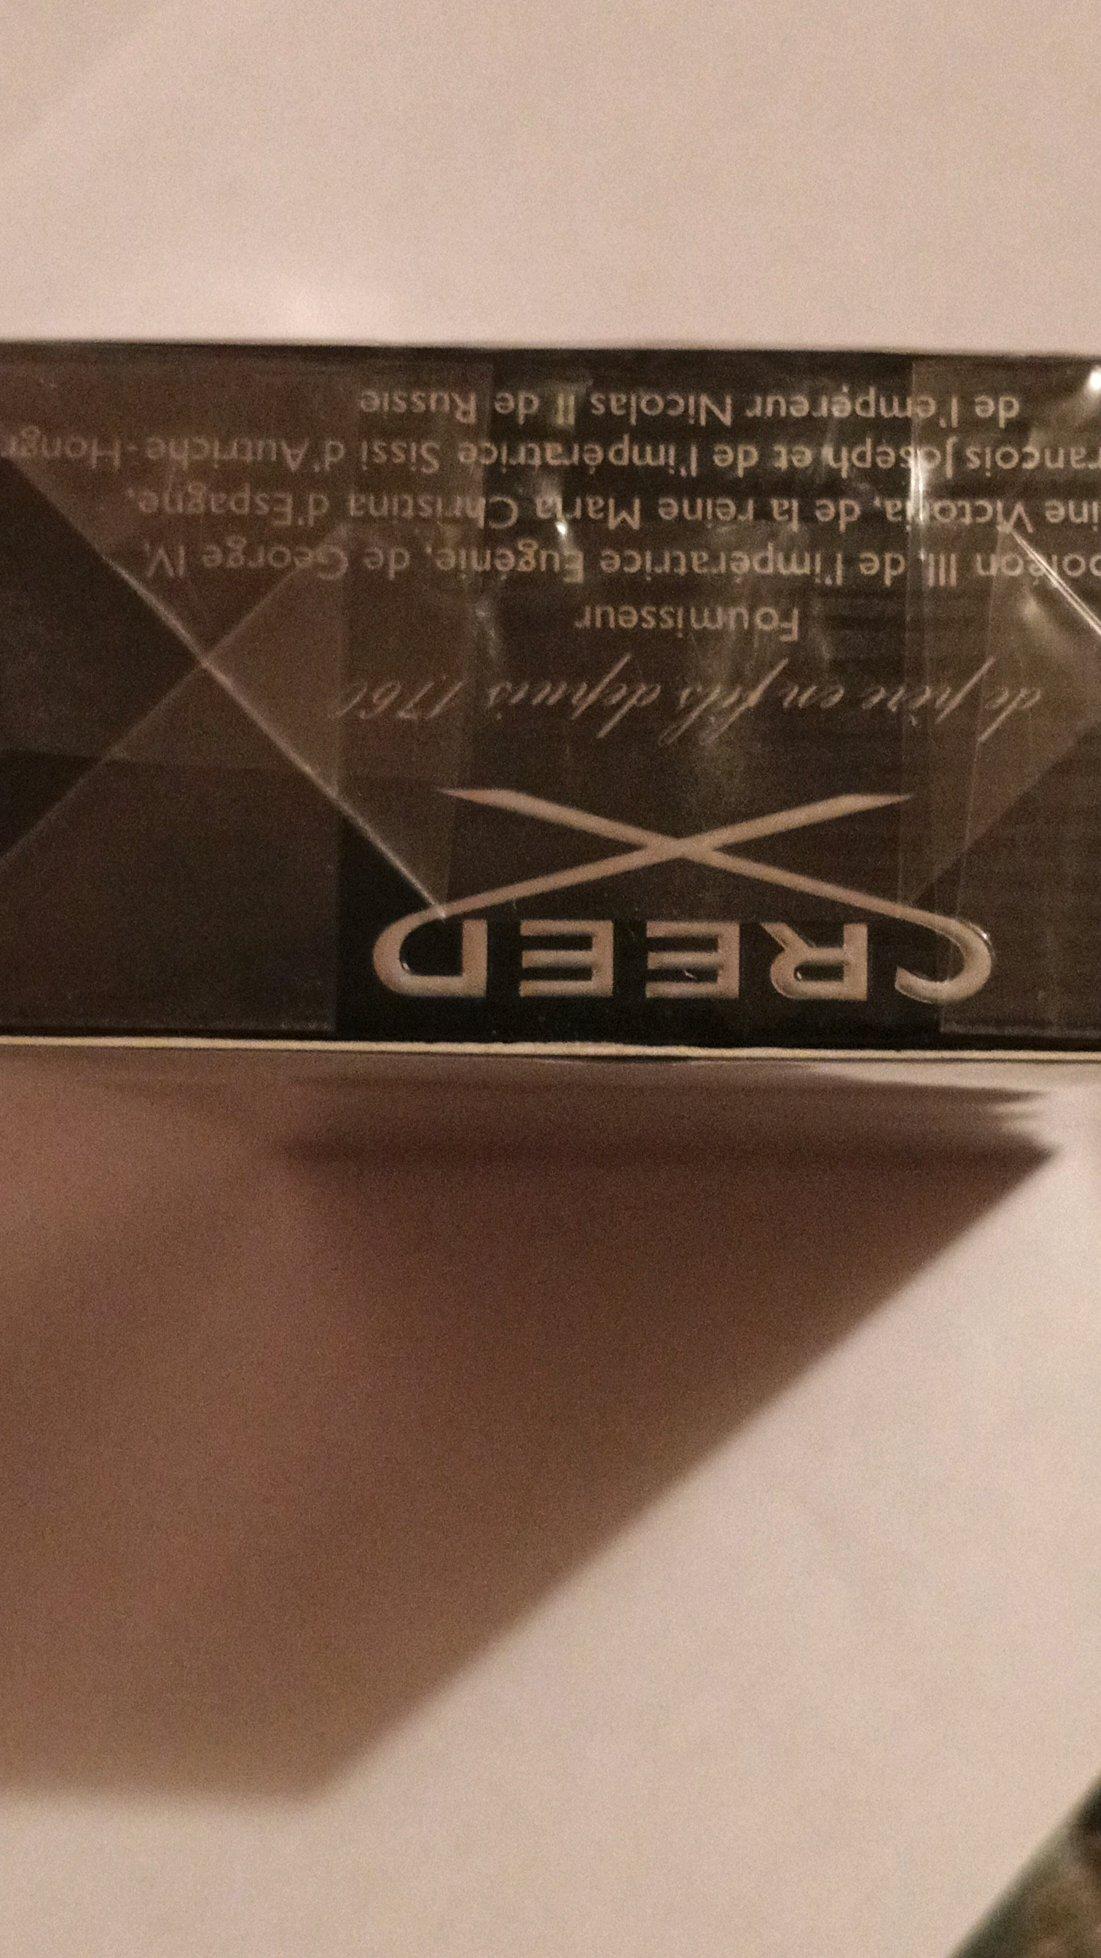 CREED
de père en fils depuis 1760
Fournisseur
poléon III, de l'impératrice Eugénie, de George IV,
ine Victoria, de la reine Maria Christina d'Espagne,
rançois Joseph et de l'impératrice Sissi d'Autriche-Hongr
de l'empereur Nicolas II de Russie